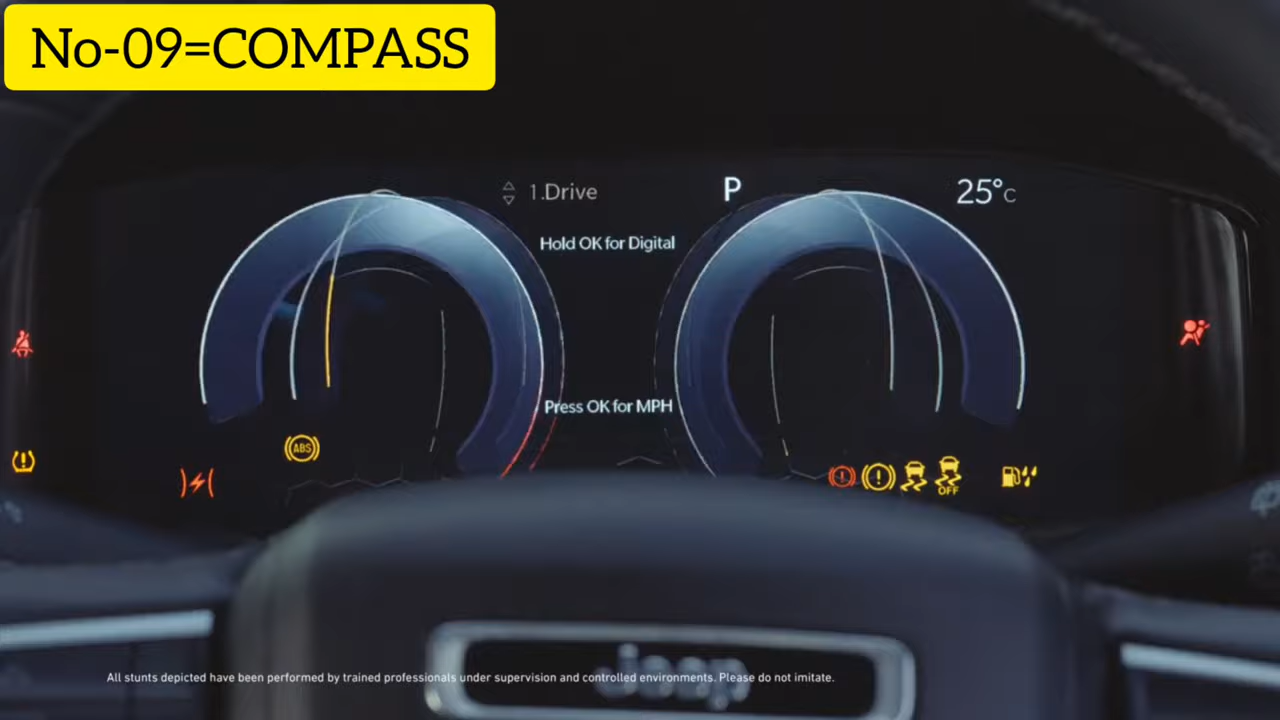 No-09=COMPASS
1.Drive
P
25°C
Hold OK for Digital
Press OK for MPH
ABS
OFF
Jeep
All stunts depicted have been performed by trained professionals under supervision and controlled environments. Please do not imitate.